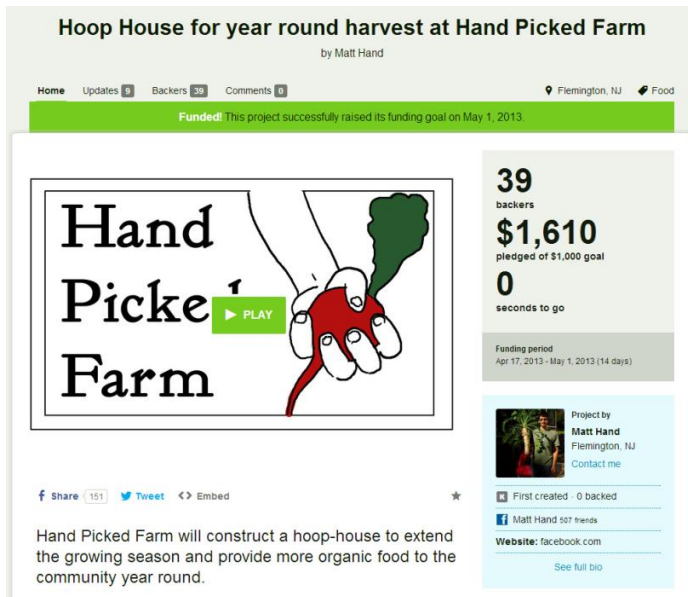 Hoop House for year round harvest at Hand Picked Farm
by Matt Hand
Home Updates 9 Backers 39 Comments 0 Flemington, NJ Food
Funded! This project successfully raised its funding goal on May 1, 2013.
Hand
Picke
Farm
PLAY
Share 151 Tweet Embed
Hand Picked Farm will construct a hoop-house to extend
the growing season and provide more organic food to the
community year round.
39
backers
$1,610
pledged of $1,000 goal
0
seconds to go
Funding period
Apr 17, 2013 - May 1, 2013 (14 days)
Project by
Matt Hand
Flemington, NJ
Contact me
K First created · 0 backed
Matt Hand 507 friends
Website: facebook.com
See full bio